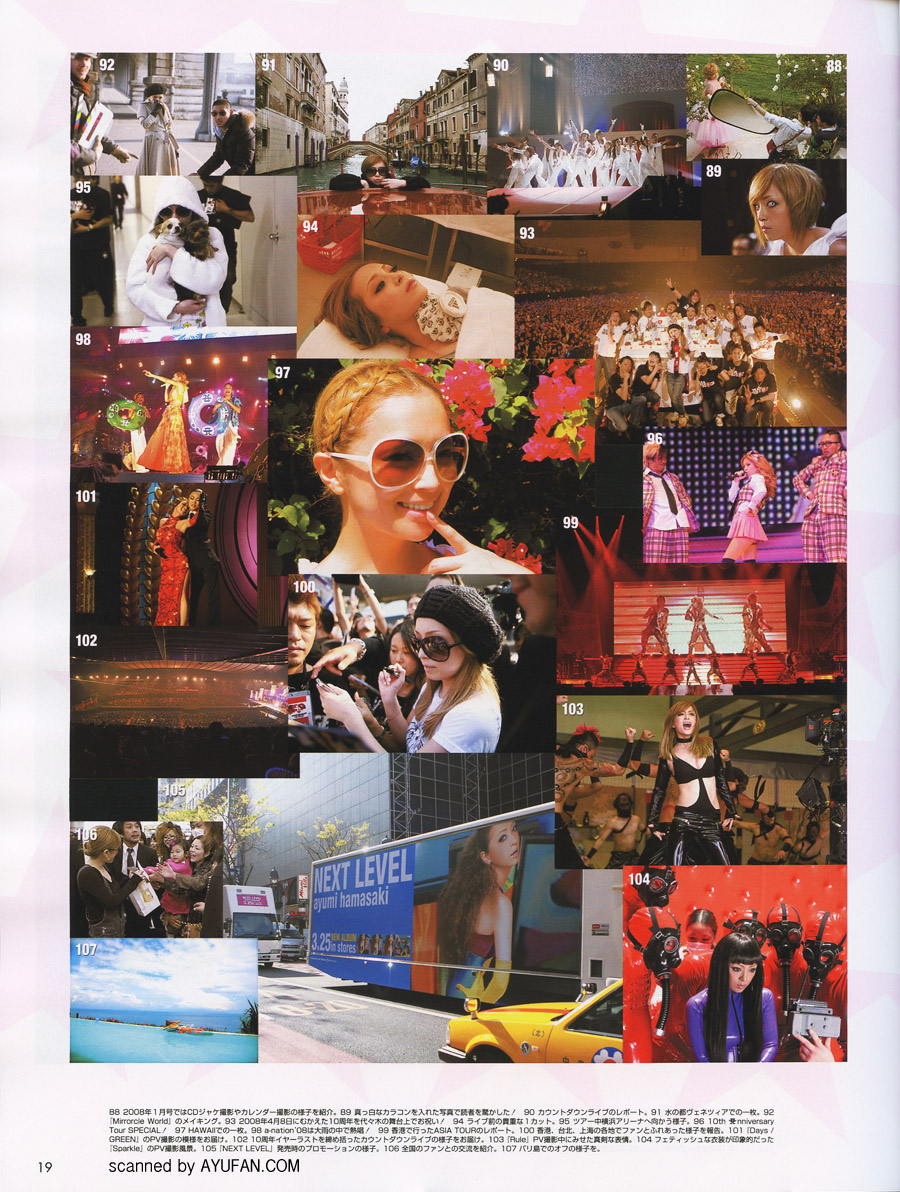 92
91
90
88
89
95
94
93
98
97
96
101
99
100
102
103
105
NEXT LEVEL
ayumi hamasaki
3.25 NEW ALBUM in stores
106
104
107
88 2008年1月号ではCDジャケ撮影やカレンダー撮影の様子を紹介。89 真っ白なカラコンを入れた写真で読者を驚かした! 90 カウントダウンライブのレポート。91 水の都ヴェネツィアでの一枚。92
『Mirrorcle World』のメイキング。93 2008年4月8日にむかえた10周年を代々木の舞台上でお祝い! 94 ライブ前の貴重な1カット。95 ツアー中横浜アリーナへ向かう様子。96 10th nniversary
Tour SPECIAL! 97 HAWAIIでの一枚。98 a-nation'08は大雨の中で熱唱! 99 香港で行ったASIA TOURのレポート。100 香港、台北、上海の各地でファンとふれあった様子を報告。101『Days /
GREEN』のPV撮影の模様をお届け。102 10周年イヤーラストを締め括ったカウントダウンライブの様子をお届け。103『Rule』PV撮影中にみせた真剣な表情。104 フェティッシュな衣装が印象的だった
『Sparkle』のPV撮影風景。105『NEXT LEVEL』発売時のプロモーションの様子。106 全国のファンとの交流を紹介。107 バリ島でのオフの様子を。
19
scanned by AYUFAN.COM